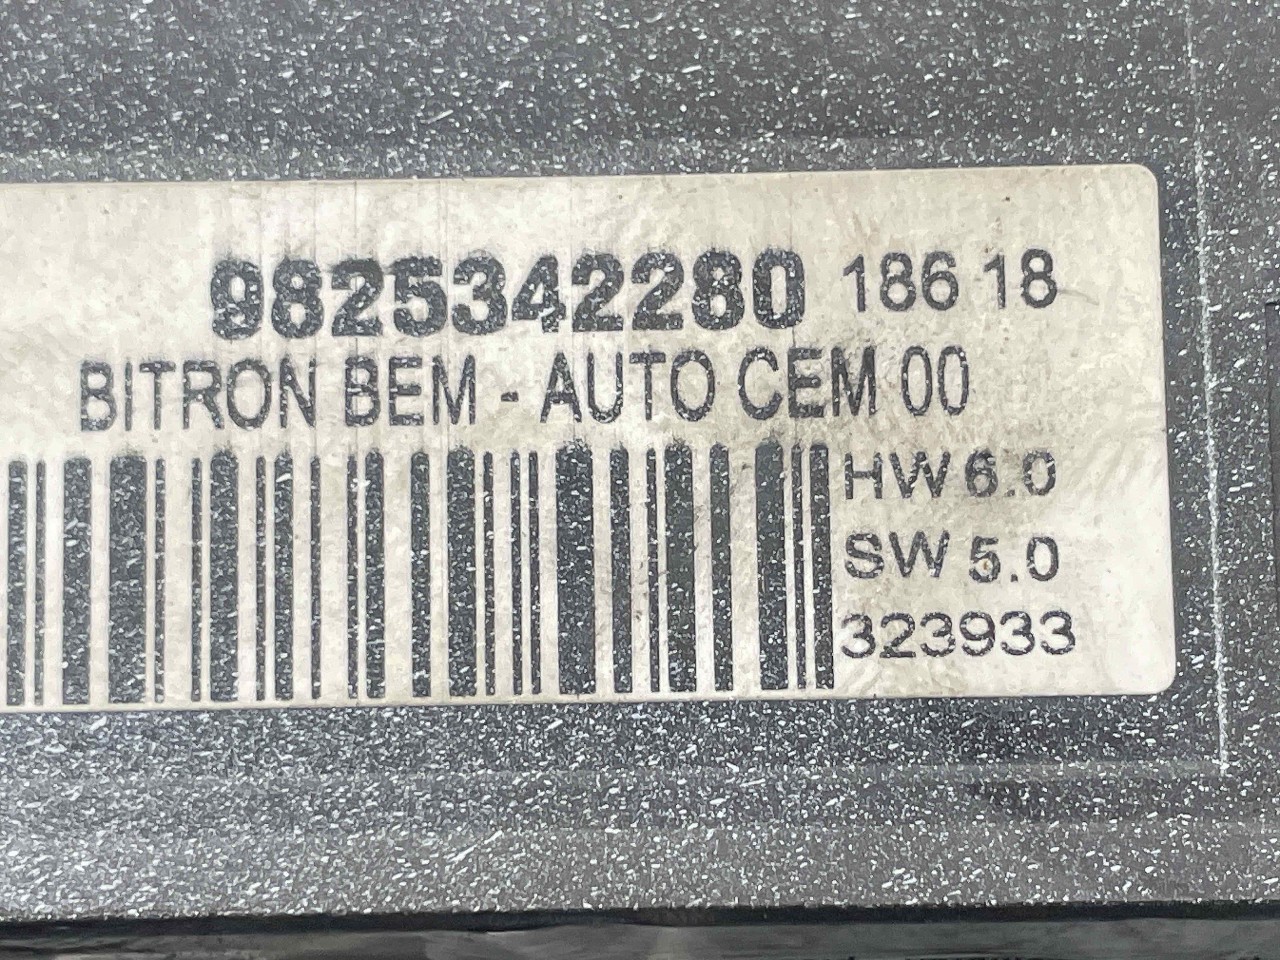 9825342280 186 18
BITRON BEM - AUTO CEM 00
HW 6.0
SW 5.0
323933